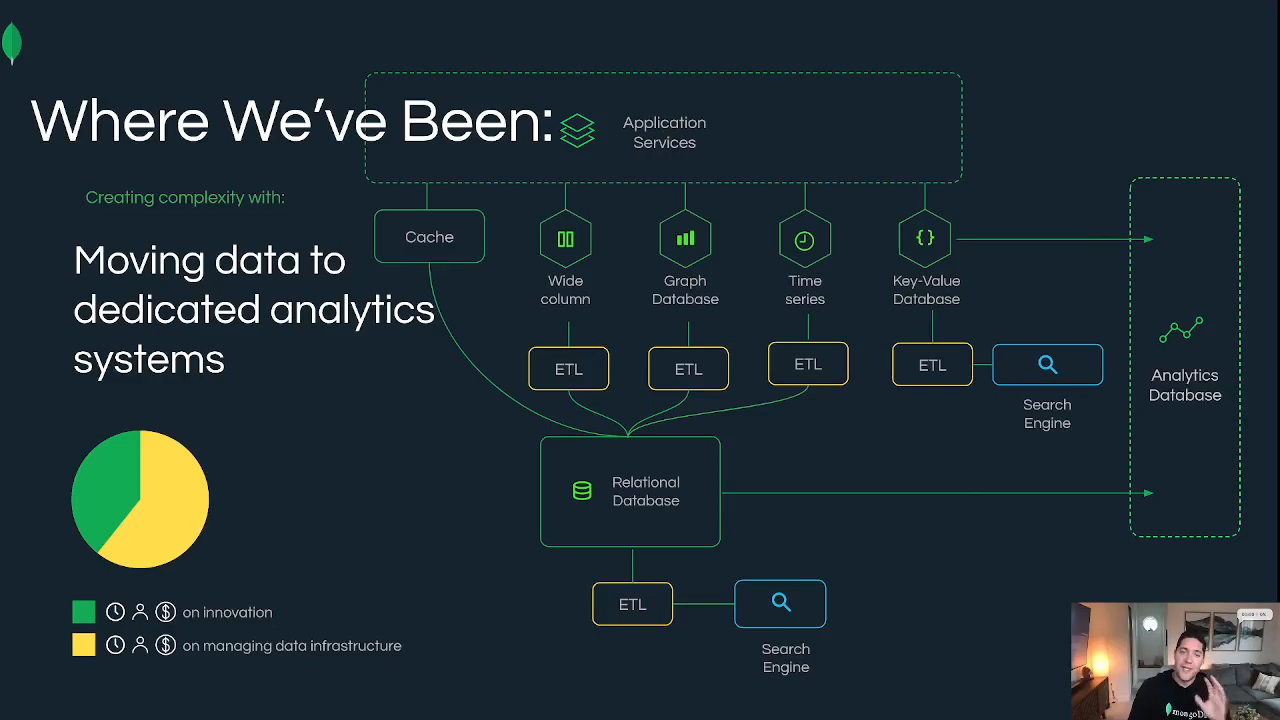 Where We've Been:
Application
Services
Creating complexity with:
Moving data to
dedicated analytics
systems
Cache
Wide
column
Graph
Database
Time
series
Key-Value
Database
ETL
ETL
ETL
ETL
Search
Engine
Analytics
Database
Relational
Database
ETL
Search
Engine
on innovation
on managing data infrastructure